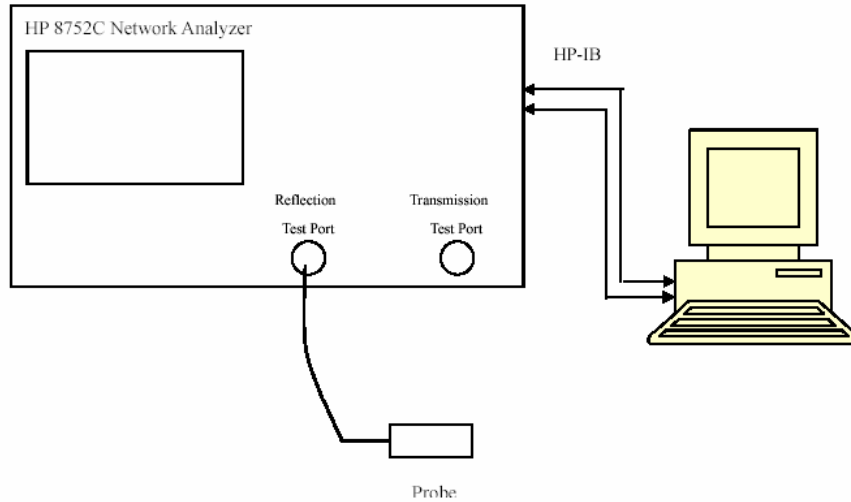 HP 8752C Network Analyzer
HP-IB
Reflection
Test Port
Transmission
Test Port
Probe